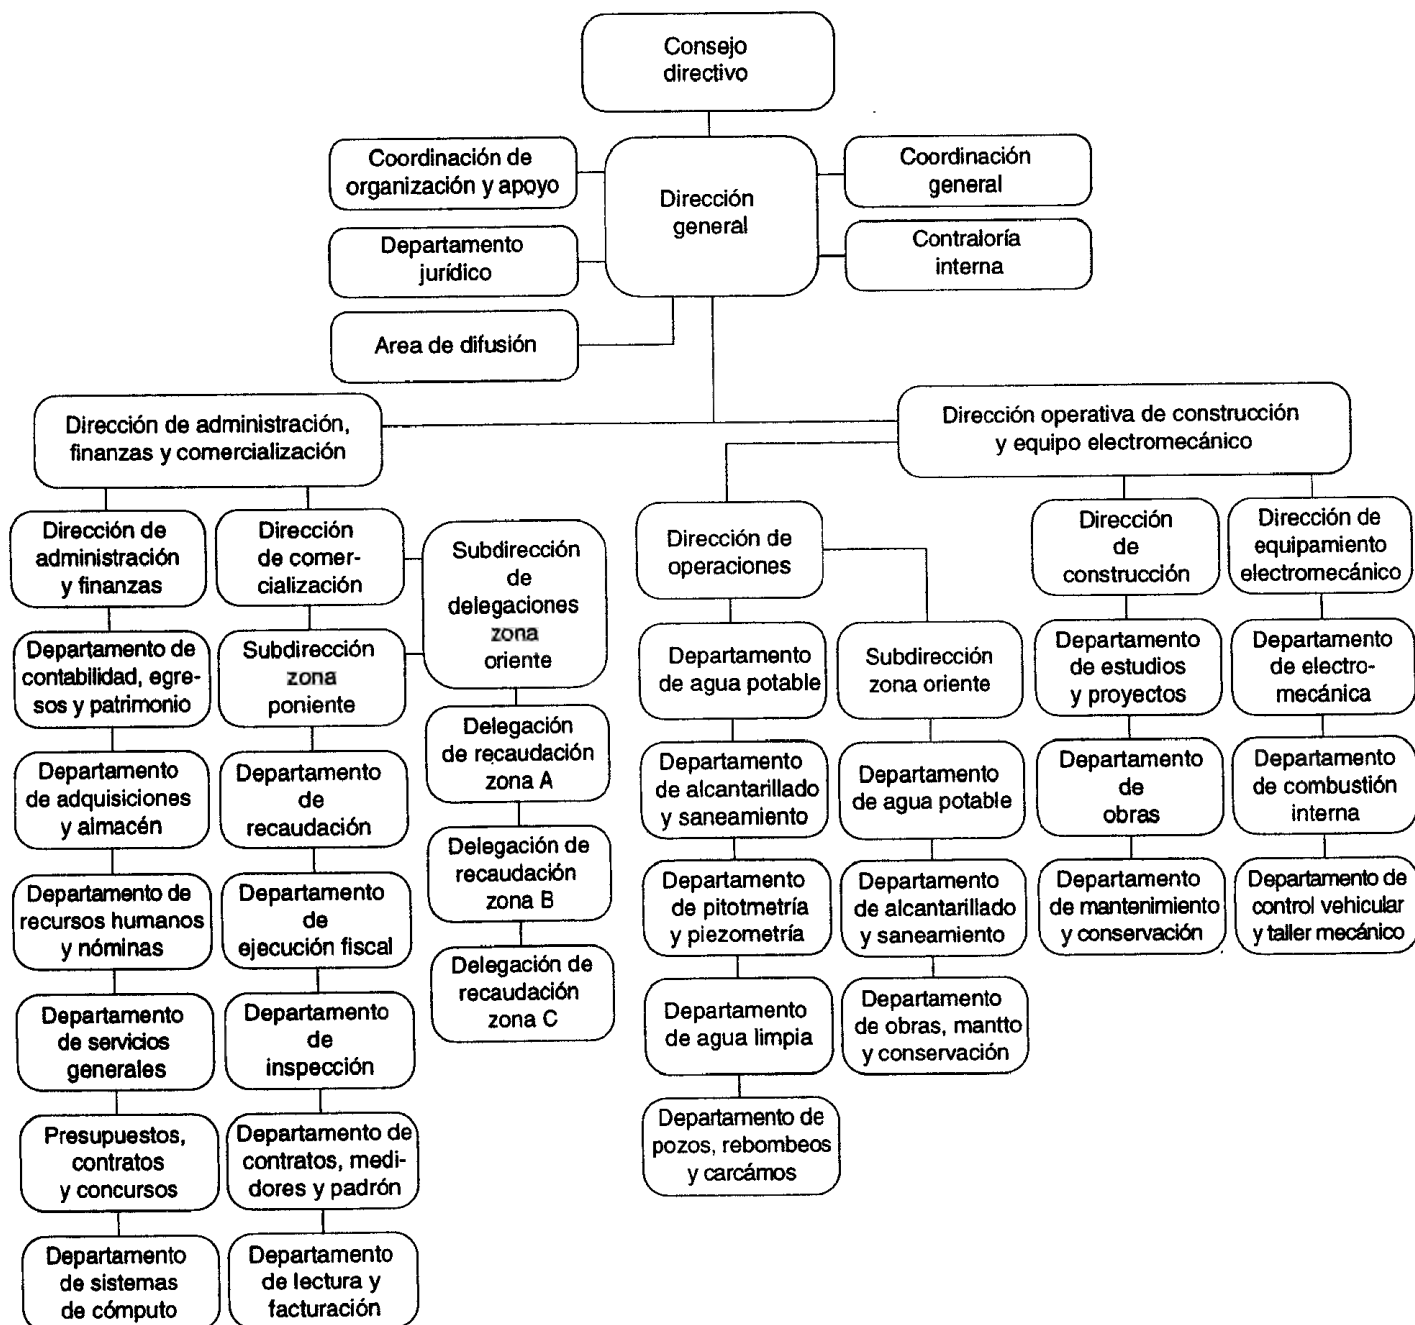 Consejo
directivo
Coordinación de
organización y apoyo
Dirección
general
Coordinación
general
Departamento
jurídico
Contraloría
interna
Area de difusión
Dirección de administración,
finanzas y comercialización
Dirección operativa de construcción
y equipo electromecánico
Dirección de
administración
y finanzas
Departamento de
contabilidad, egre-
sos y patrimonio
Departamento
de adquisiciones
y almacén
Departamento de
recursos humanos
y nóminas
Departamento
de servicios
generales
Presupuestos,
contratos
y concursos
Departamento
de sistemas
de cómputo
Dirección
de comer-
cialización
Subdirección
zona
poniente
Departamento
de
recaudación
Departamento
de
ejecución fiscal
Departamento
de
inspección
Departamento de
contratos, medi-
dores y padrón
Departamento
de lectura y
facturación
Subdirección
de
delegaciones
zona
oriente
Delegación
de recaudación
zona A
Delegación de
recaudación
zona B
Delegación de
recaudación
zona C
Dirección de
operaciones
Departamento
de agua potable
Departamento
de alcantarillado
y saneamiento
Departamento
de pitotmetría
y piezometría
Departamento
de agua limpia
Departamento de
pozos, rebombeos
y carcámos
Subdirección
zona oriente
Departamento
de agua potable
Departamento
de alcantarillado
y saneamiento
Departamento
de obras, mantto
y conservación
Dirección
de
construcción
Departamento
de estudios
y proyectos
Departamento
de
obras
Departamento
de mantenimiento
y conservación
Dirección de
equipamiento
electromecánico
Departamento
de electro-
mecánica
Departamento
de combustión
interna
Departamento de
control vehicular
y taller mecánico